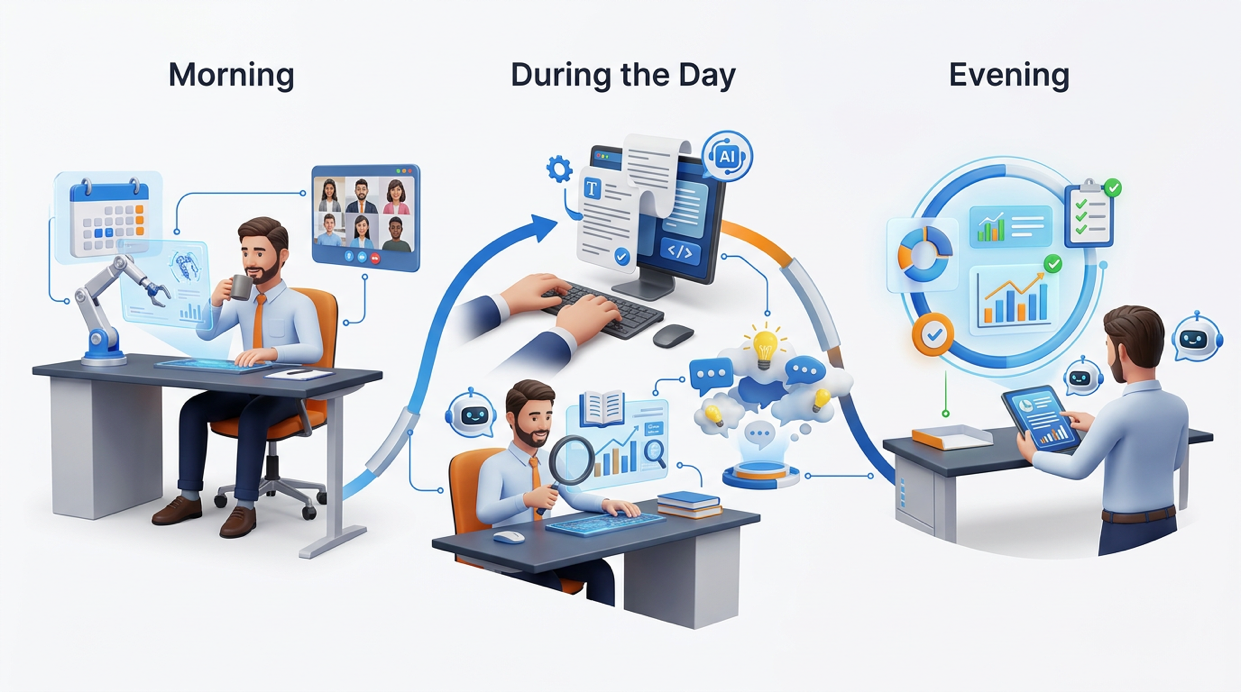 Morning
During the Day
Evening
AI
T
</>